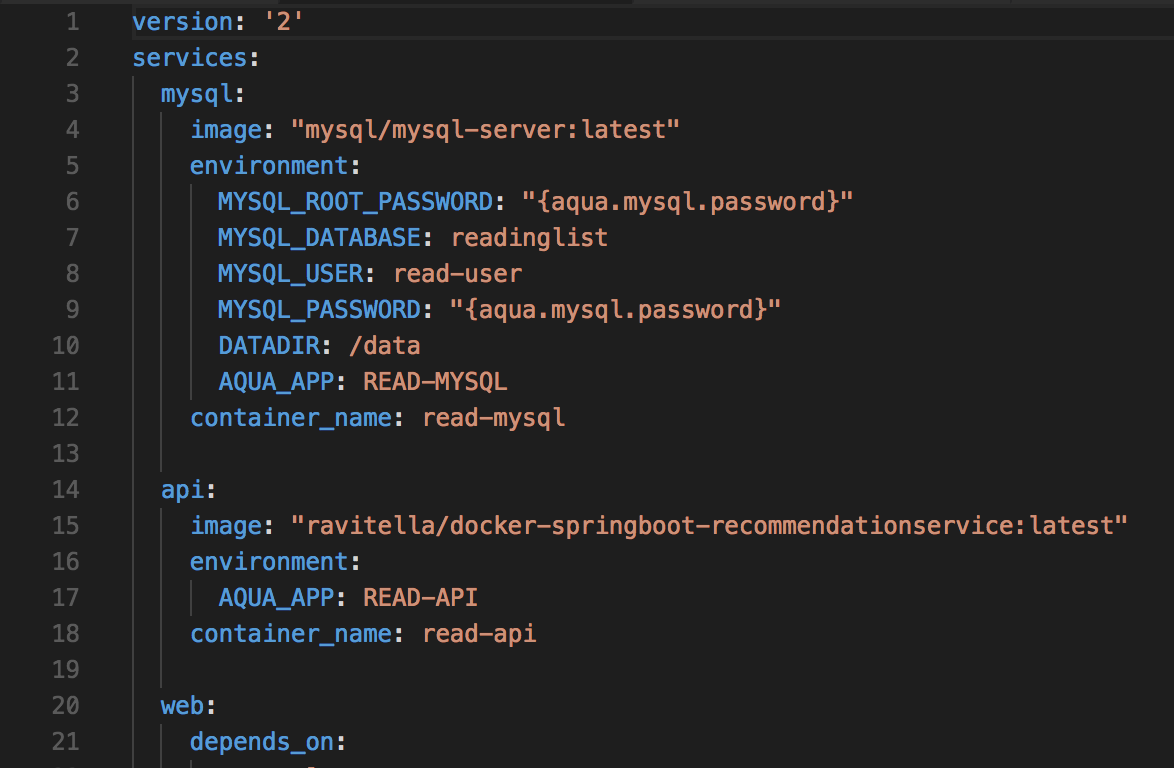 1 version: '2'
2 services:
3   mysql:
4     image: "mysql/mysql-server:latest"
5     environment:
6       MYSQL_ROOT_PASSWORD: "{aqua.mysql.password}"
7       MYSQL_DATABASE: readinglist
8       MYSQL_USER: read-user
9       MYSQL_PASSWORD: "{aqua.mysql.password}"
10       DATADIR: /data
11       AQUA_APP: READ-MYSQL
12     container_name: read-mysql
13
14   api:
15     image: "ravitella/docker-springboot-recommendationservice:latest"
16     environment:
17       AQUA_APP: READ-API
18     container_name: read-api
19
20   web:
21     depends_on: